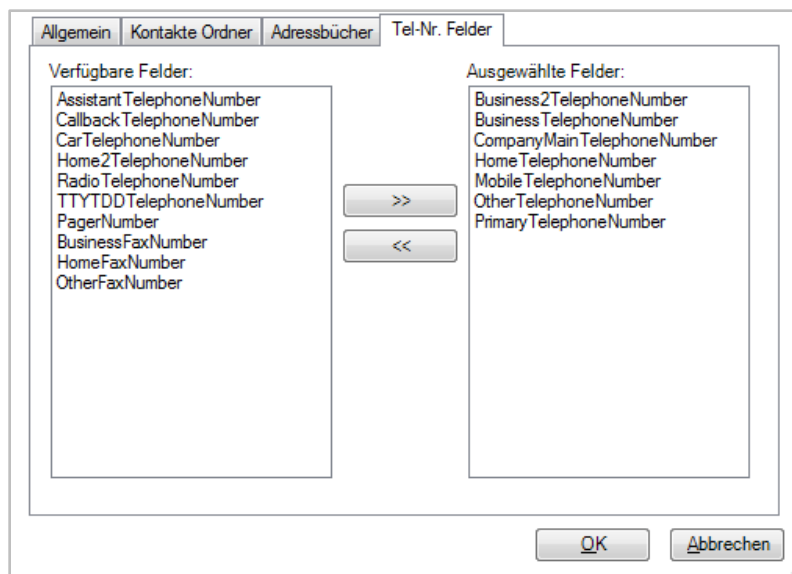 Allgemein
Kontakte Ordner
Adressbücher
Tel-Nr. Felder
Verfügbare Felder:
AssistantTelephoneNumber
CallbackTelephoneNumber
CarTelephoneNumber
Home2TelephoneNumber
RadioTelephoneNumber
TTYTDDTelephoneNumber
PagerNumber
BusinessFaxNumber
HomeFaxNumber
OtherFaxNumber
>>
<<
Ausgewählte Felder:
Business2TelephoneNumber
BusinessTelephoneNumber
CompanyMainTelephoneNumber
HomeTelephoneNumber
MobileTelephoneNumber
OtherTelephoneNumber
PrimaryTelephoneNumber
OK
Abbrechen